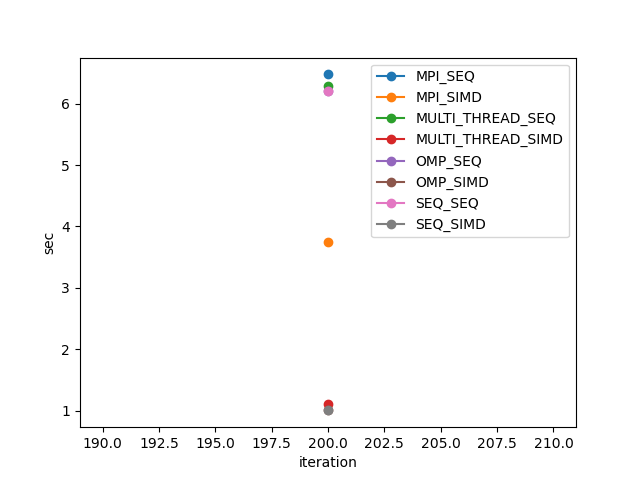 MPI_SEQ
MPI_SIMD
MULTI_THREAD_SEQ
MULTI_THREAD_SIMD
OMP_SEQ
OMP_SIMD
SEQ_SEQ
SEQ_SIMD
sec
6
5
4
3
2
1
190.0 192.5 195.0 197.5 200.0 202.5 205.0 207.5 210.0
iteration